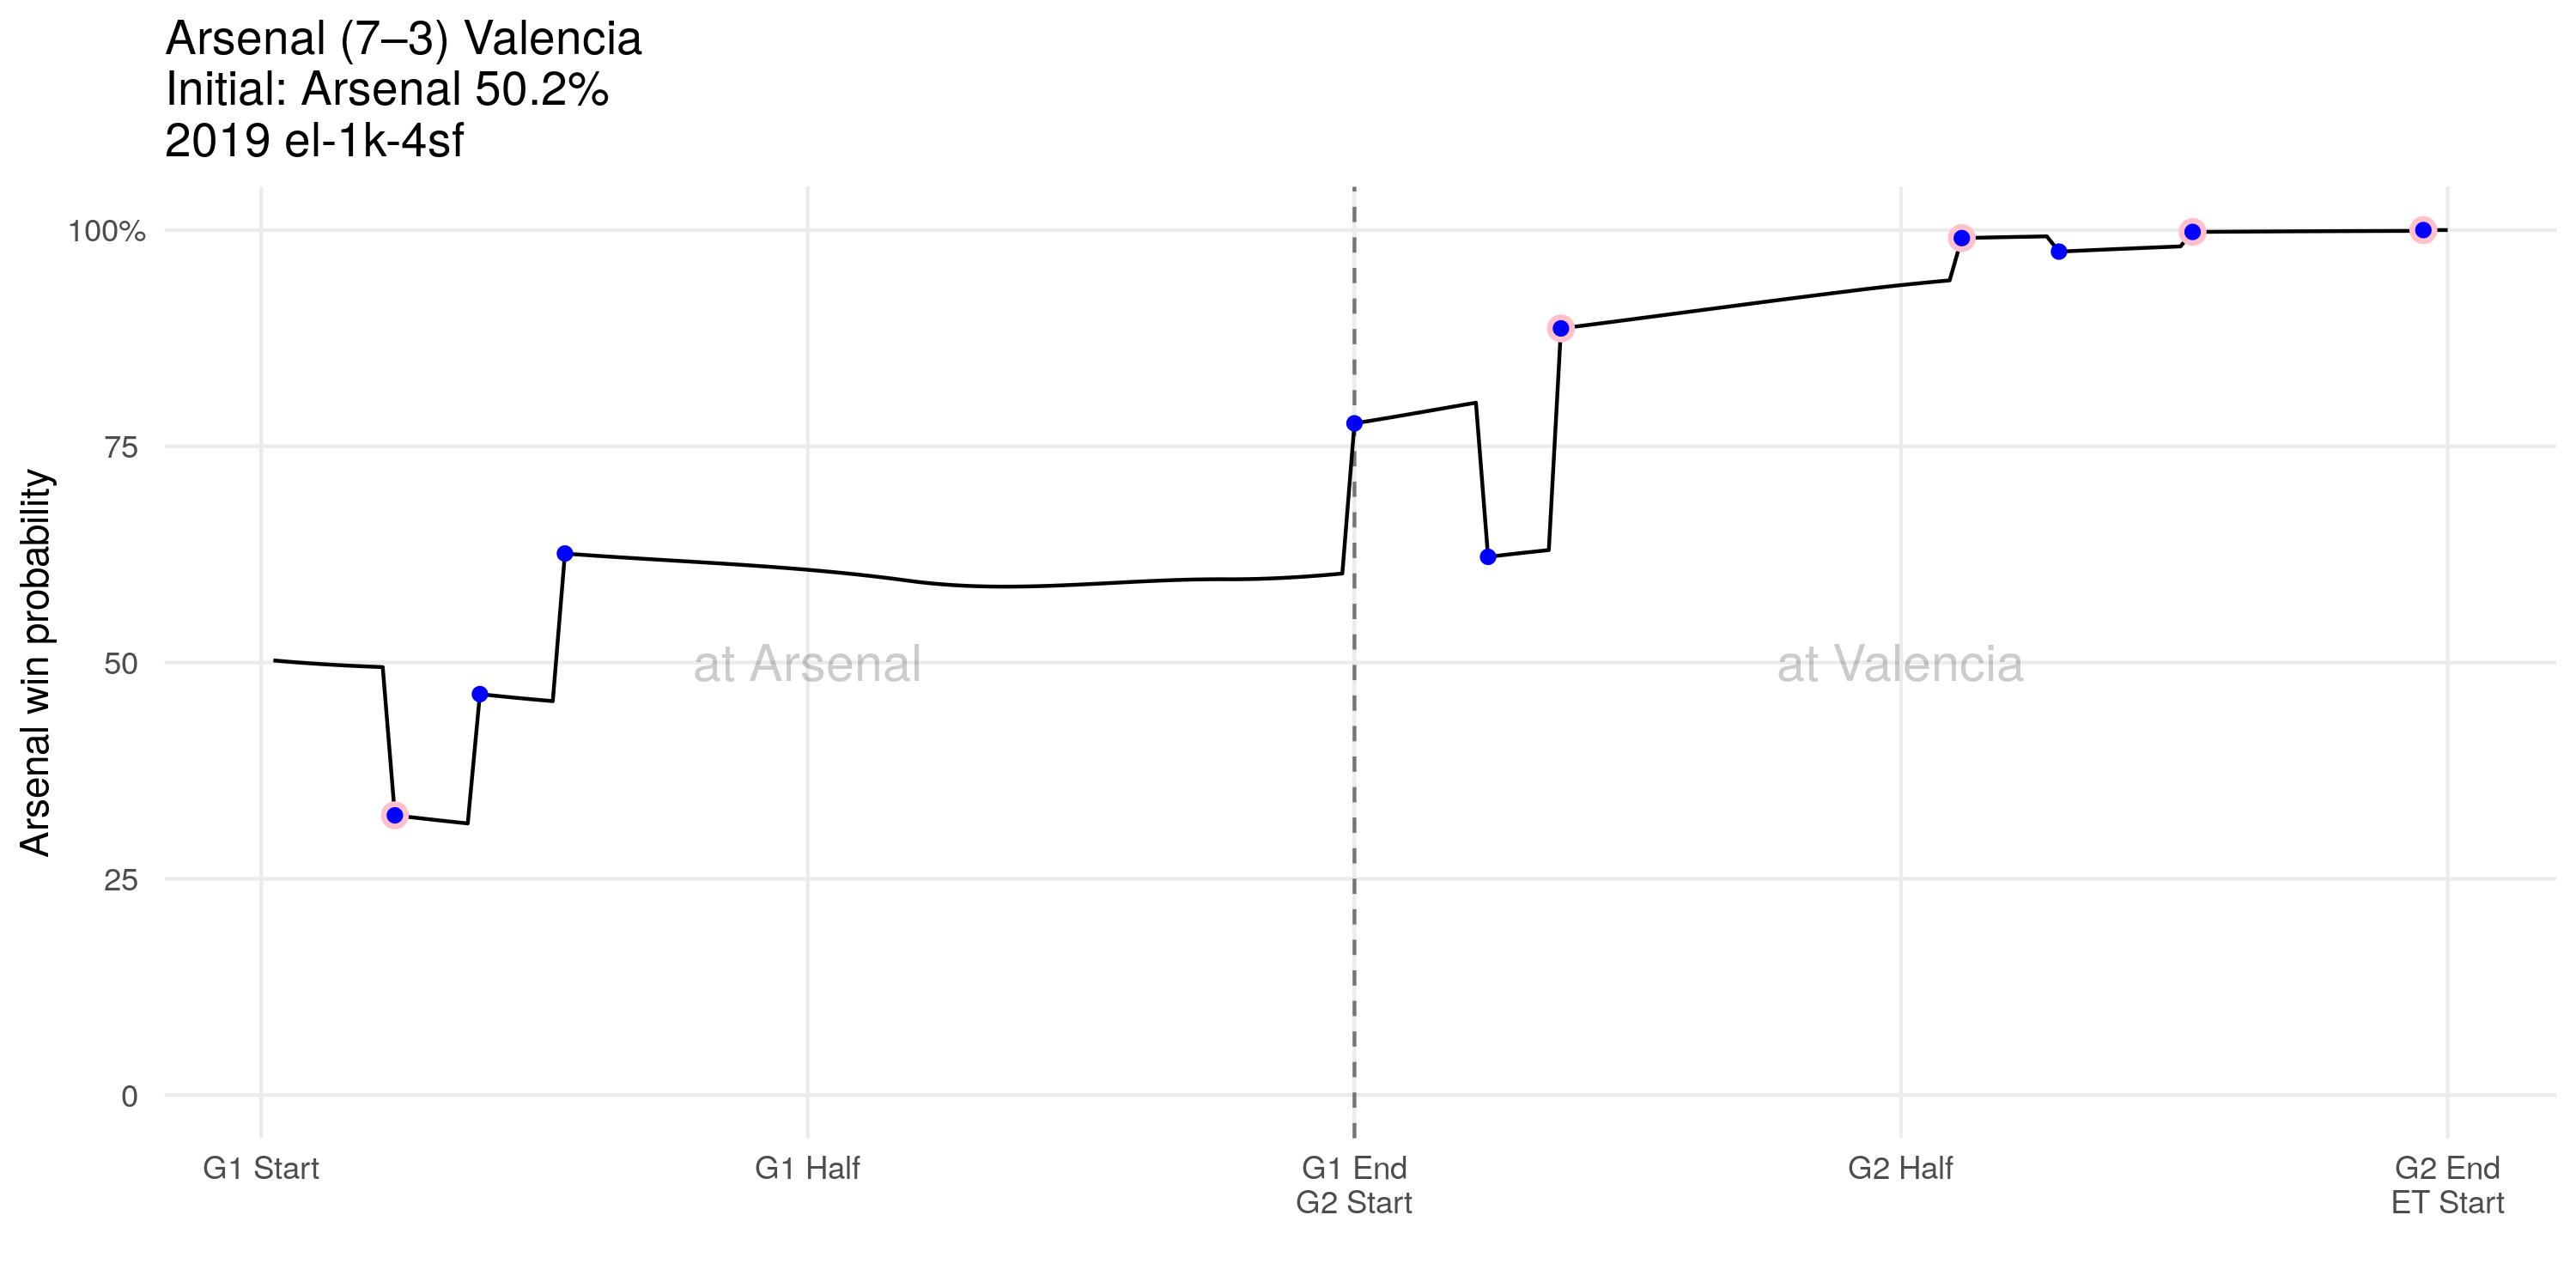 Arsenal (7–3) Valencia
Initial: Arsenal 50.2%
2019 el-1k-4sf
Arsenal win probability
100%
75
50
25
0
at Arsenal
at Valencia
G1 Start
G1 Half
G1 End
G2 Start
G2 Half
G2 End
ET Start